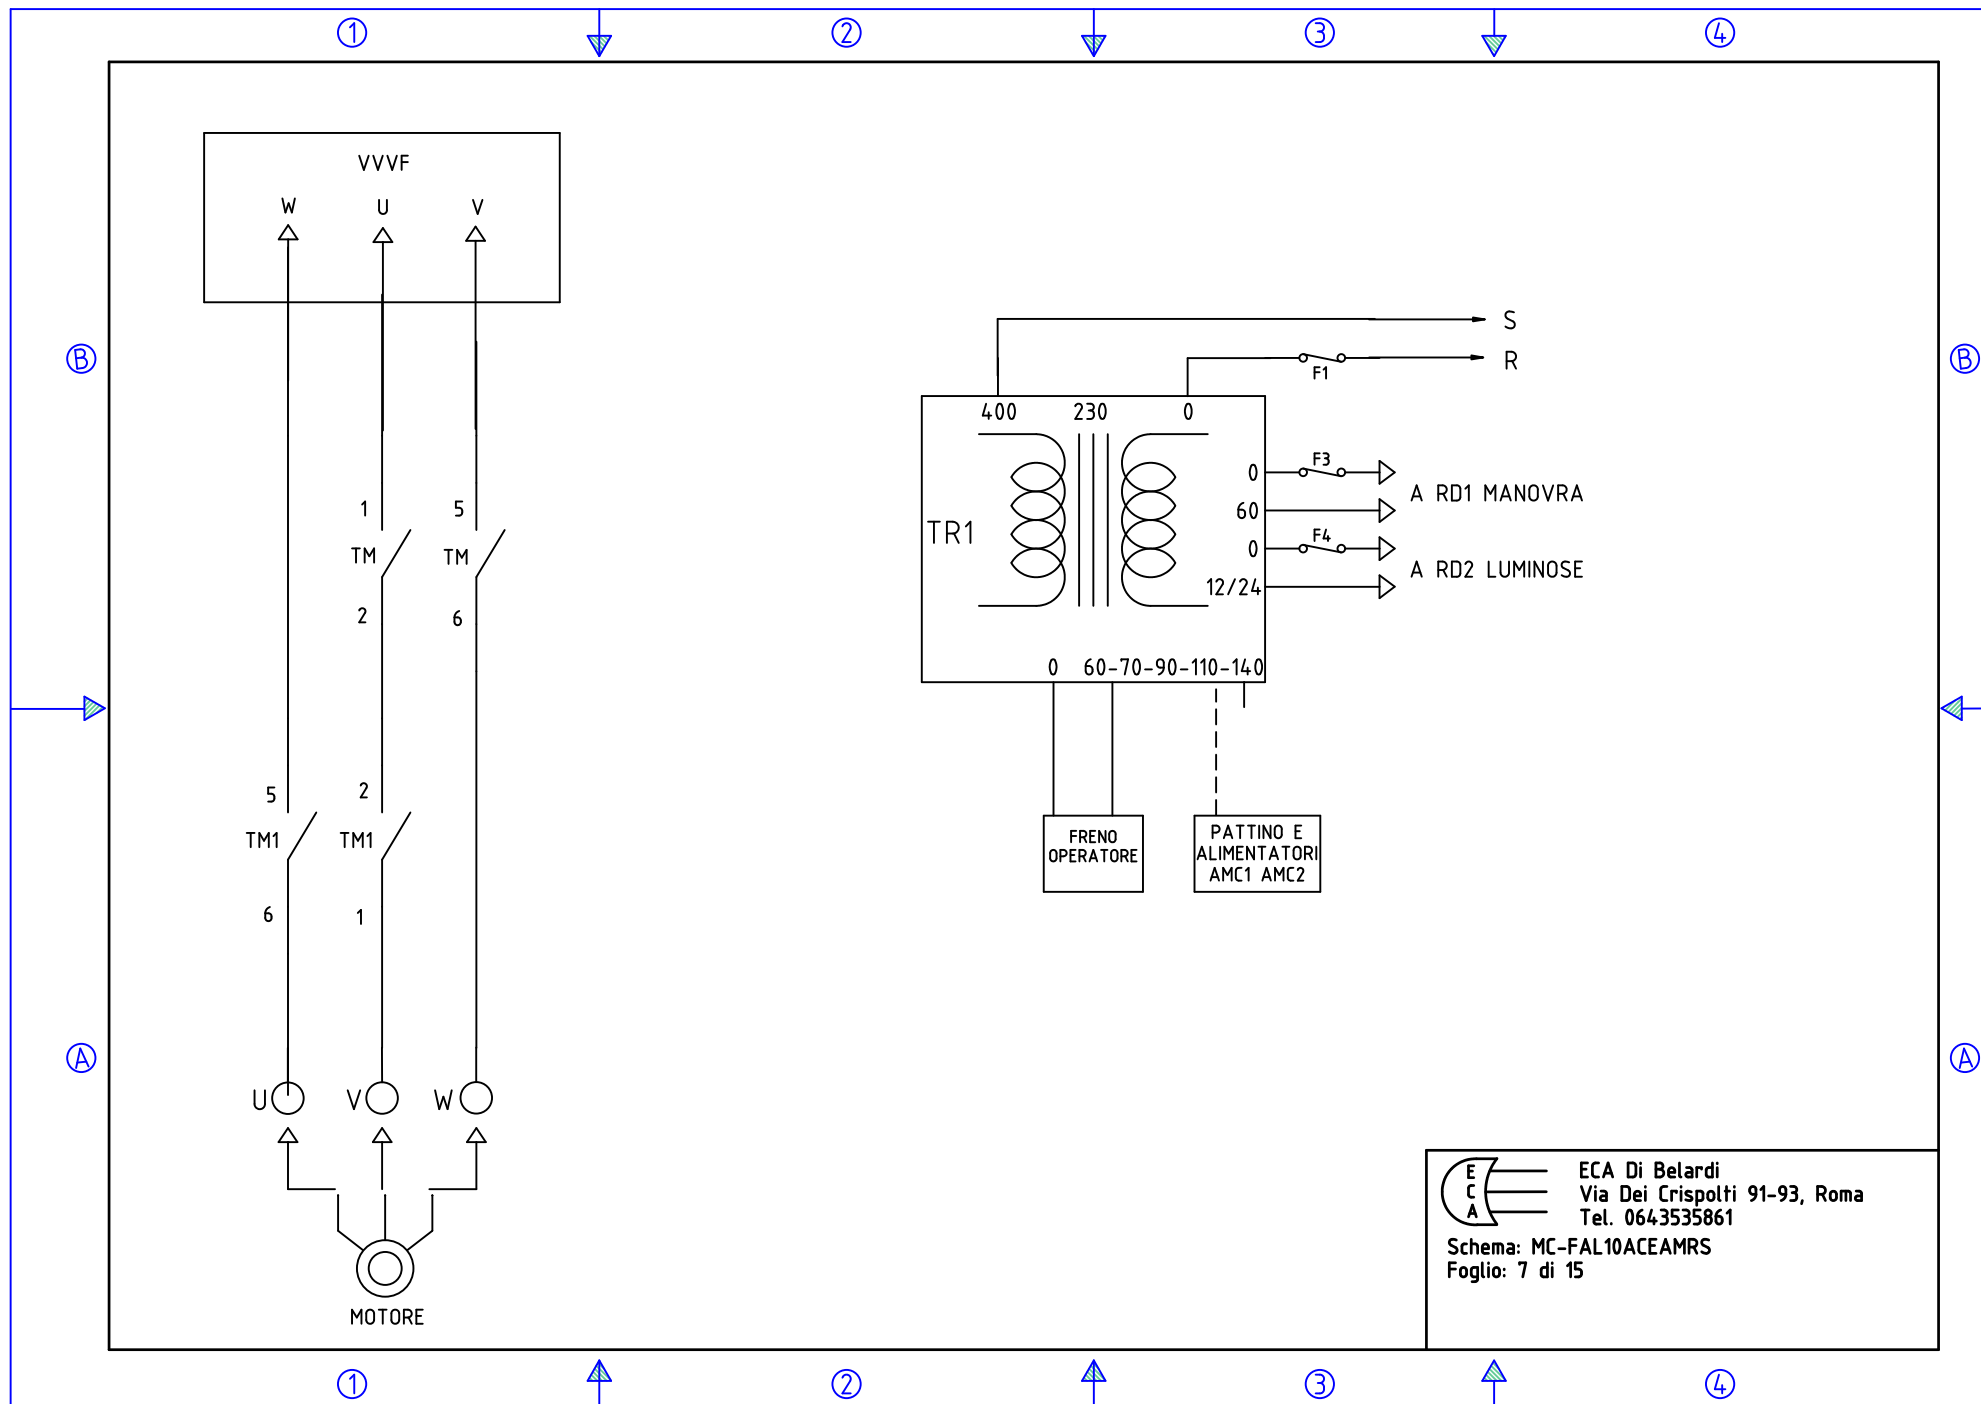 1 2 3 4
VVVF
W U V
S
B B
R
F1
400 230 0
F3
0
A RD1 MANOVRA
1 5
60
TR1
F4
TM TM
0
A RD2 LUMINOSE
12/24
2 6
0 60-70-90-110-140
5 2
FRENO
OPERATORE
PATTINO E
ALIMENTATORI
AMC1 AMC2
TM1 TM1
6 1
A A
U V W
E
C
A
ECA Di Belardi
Via Dei Crispolti 91-93, Roma
Tel. 0643535861
Schema: MC-FAL10ACEAMRS
Foglio: 7 di 15
MOTORE
1 2 3 4